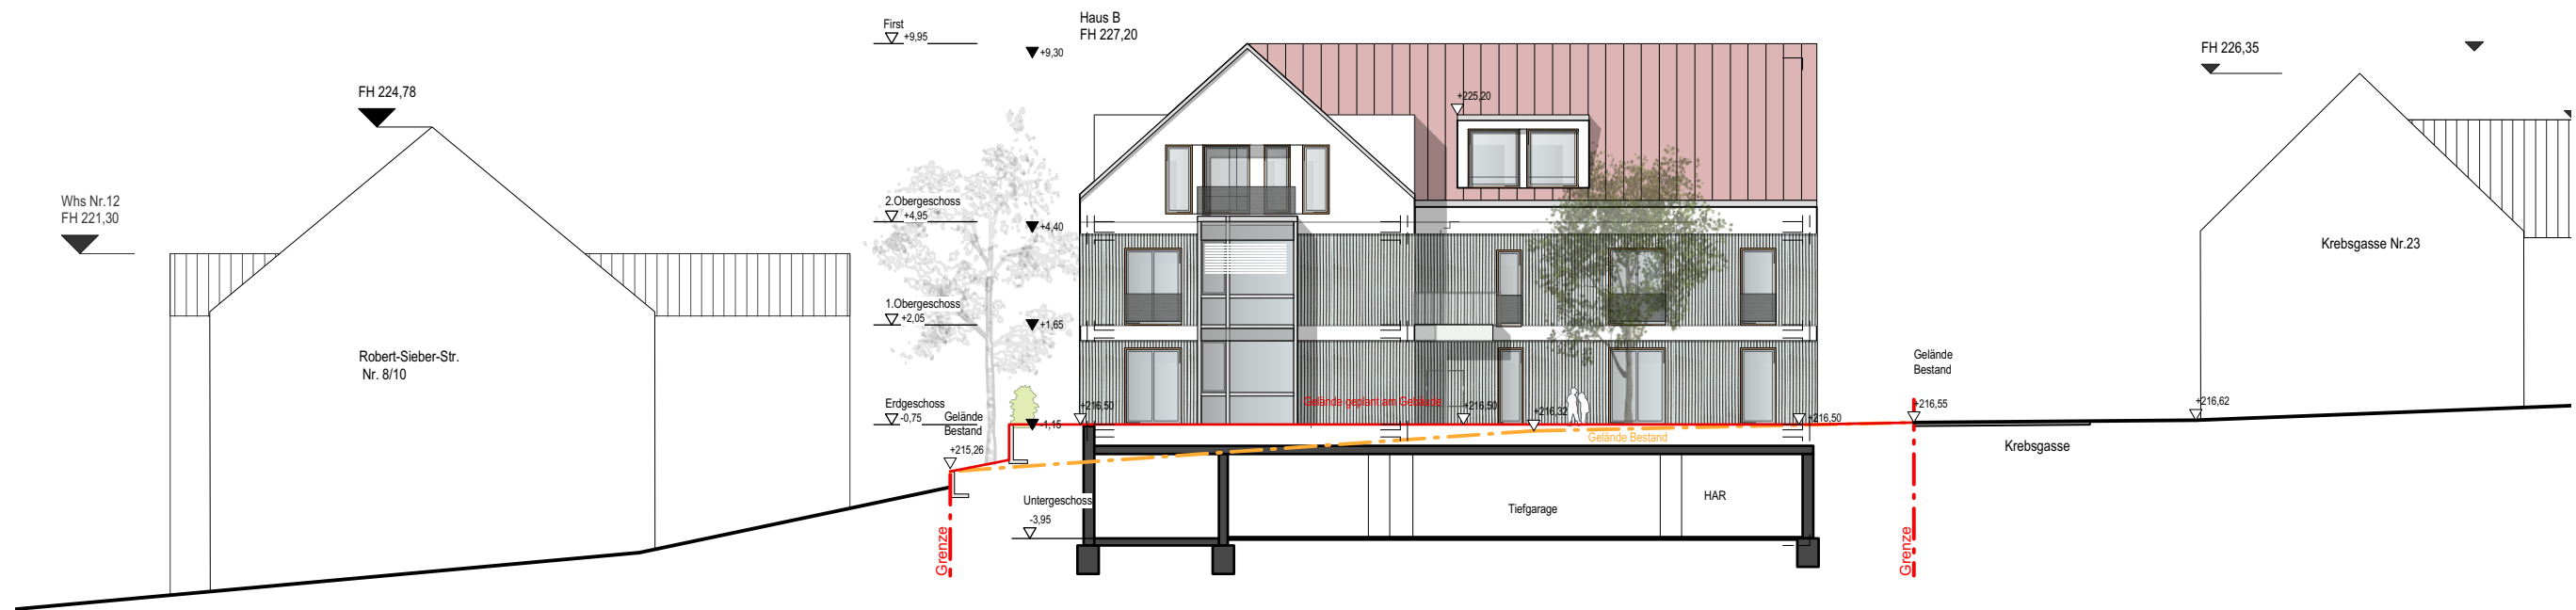 Haus B
FH 227,20
First
+9,95
+9,30
FH 226,35
FH 224,78
+225,20
Whs Nr.12
FH 221,30
2.Obergeschoss
+4,95
+4,40
Krebsgasse Nr.23
1.Obergeschoss
+2,05
+1,65
Robert-Sieber-Str.
Nr. 8/10
Gelände
Bestand
Erdgeschoss
-0,75
Gelände
Bestand
+215,26
-1,15
+216,50
Gelände geplant am Gebäude
+216,50
+216,32
Gelände Bestand
+216,50
+216,55
+216,62
Krebsgasse
Untergeschoss
-3,95
Tiefgarage
HAR
Grenze
Grenze